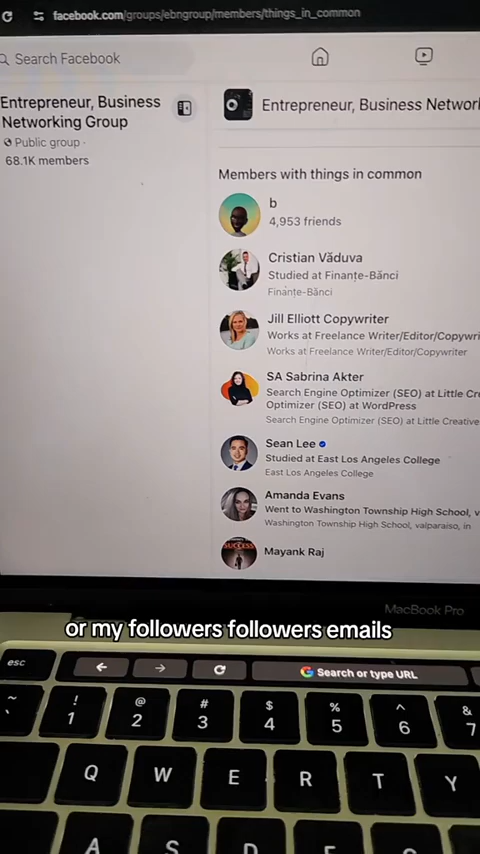 facebook.com/groups/ebngroup/members/things_in_common
Search Facebook
Entrepreneur, Business
Networking Group
Public group ·
68.1K members
Entrepreneur, Business Networ
Members with things in common
b
4,953 friends
Cristian Văduva
Studied at Finanțe-Bănci
Finanțe-Bănci
Jill Elliott Copywriter
Works at Freelance Writer/Editor/Copywri
Works at Freelance Writer/Editor/Copywriter
SA Sabrina Akter
Search Engine Optimizer (SEO) at Little Cr
Optimizer (SEO) at WordPress
Search Engine Optimizer (SEO) at Little Creative
Sean Lee
Studied at East Los Angeles College
East Los Angeles College
Amanda Evans
Went to Washington Township High School, v
Washington Township High School, valparaiso, in
SUCCESS
Mayank Raj
MacBook Pro
or my followers followers emails
esc
Search or type URL
~ ! @ # $ % ^ &
` 1 2 3 4 5 6 7
Q W E R T Y
A S D F G H